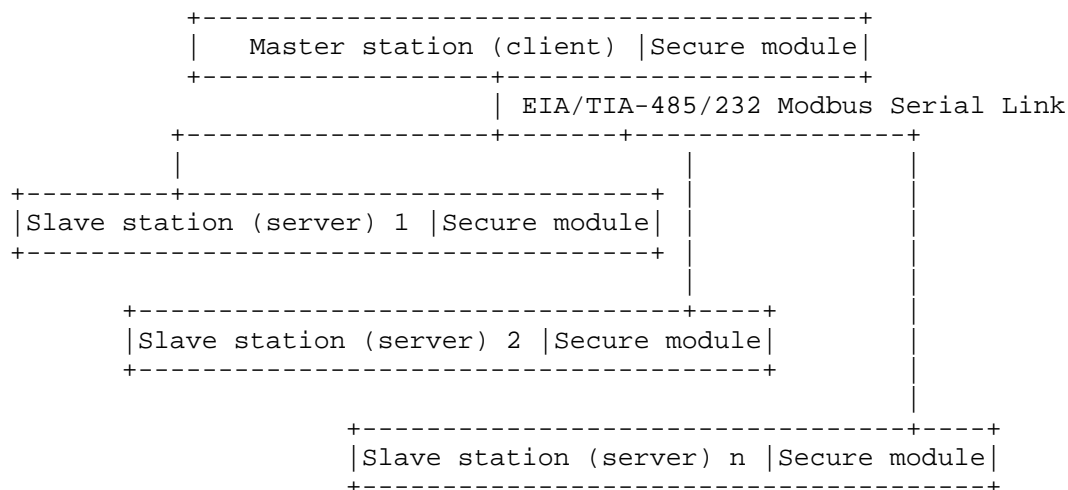 Master station (client) |Secure module|
EIA/TIA-485/232 Modbus Serial Link
|Slave station (server) 1 |Secure module|
|Slave station (server) 2 |Secure module|
|Slave station (server) n |Secure module|